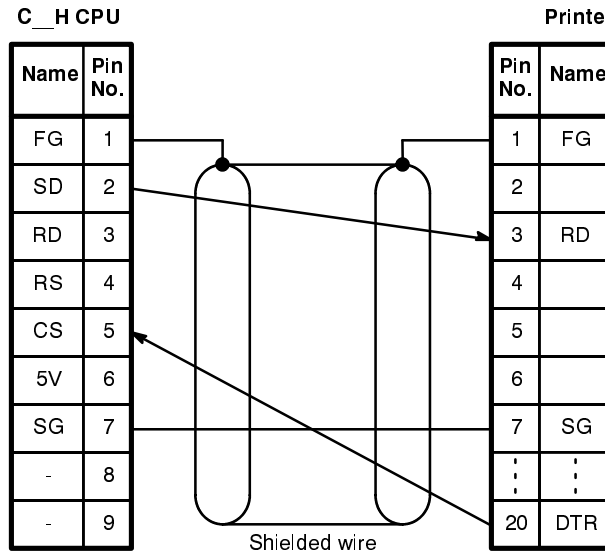 C__H CPU Printe
Name Pin No. Pin No. Name
FG 1 1 FG
SD 2 2
RD 3 3 RD
RS 4 4
CS 5 5
5V 6 6
SG 7 7 SG
- 8
- 9 20 DTR
Shielded wire